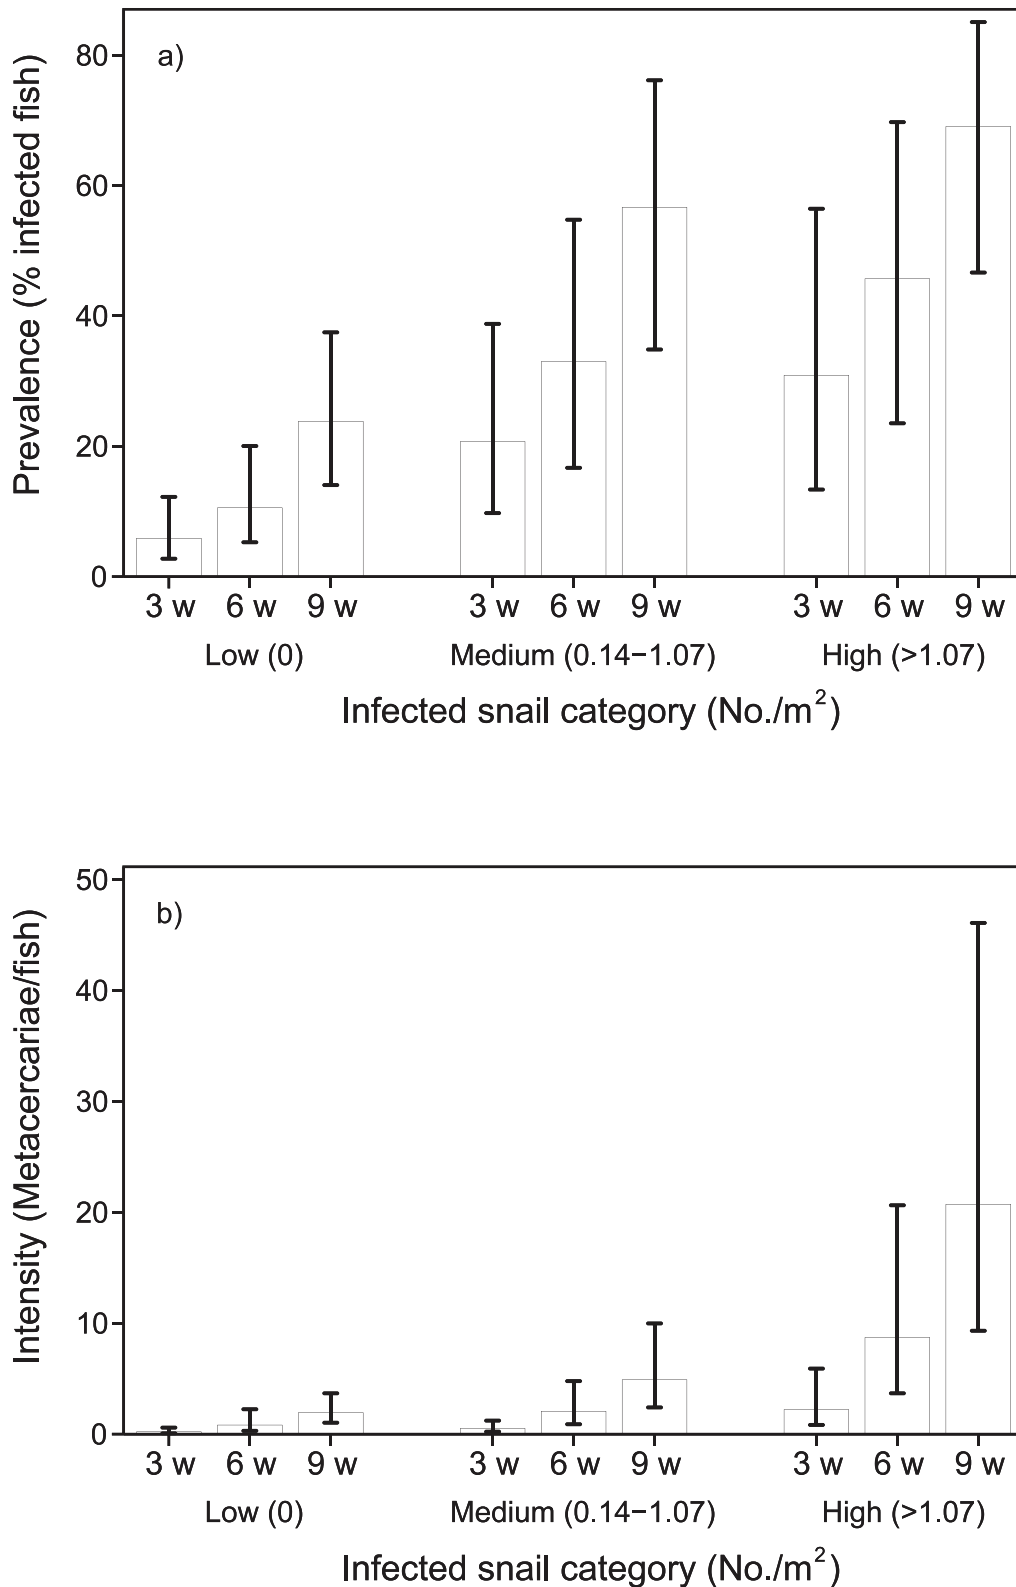 a)
Prevalence (% infected fish)
80
60
40
20
0
3 w 6 w 9 w 3 w 6 w 9 w 3 w 6 w 9 w
Low (0) Medium (0.14−1.07) High (>1.07)
Infected snail category (No./m²)
b)
Intensity (Metacercariae/fish)
50
40
30
20
10
0
3 w 6 w 9 w 3 w 6 w 9 w 3 w 6 w 9 w
Low (0) Medium (0.14−1.07) High (>1.07)
Infected snail category (No./m²)